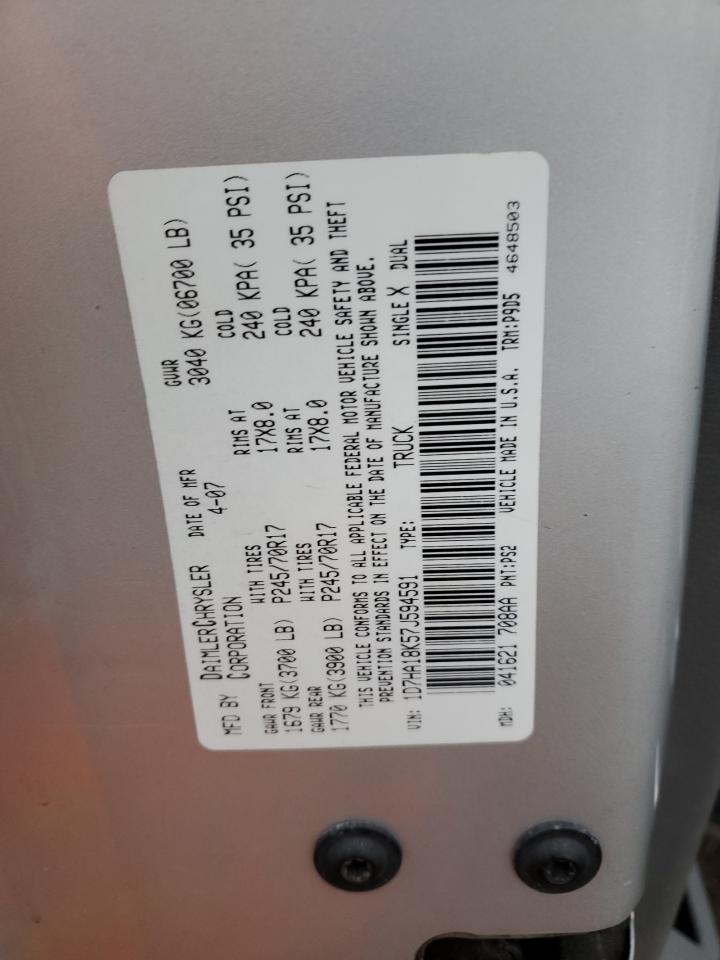 MFD BY DAIMLERCHRYSLER CORPORATION DATE OF MFR 4-07 GVWR 3040 KG(06700 LB)
GAWR FRONT WITH TIRES RIMS AT COLD
1679 KG(3700 LB) P245/70R17 17X8.0 240 KPA( 35 PSI)
GAWR REAR WITH TIRES RIMS AT COLD
1770 KG(3900 LB) P245/70R17 17X8.0 240 KPA( 35 PSI)
THIS VEHICLE CONFORMS TO ALL APPLICABLE FEDERAL MOTOR VEHICLE SAFETY AND THEFT
PREVENTION STANDARDS IN EFFECT ON THE DATE OF MANUFACTURE SHOWN ABOVE.
VIN: 1D7HA18K57J594591 TYPE: TRUCK SINGLE X DUAL
MDH: 041621 708AA PNT:PS2 VEHICLE MADE IN U.S.A. TRM:P9D5 4648503